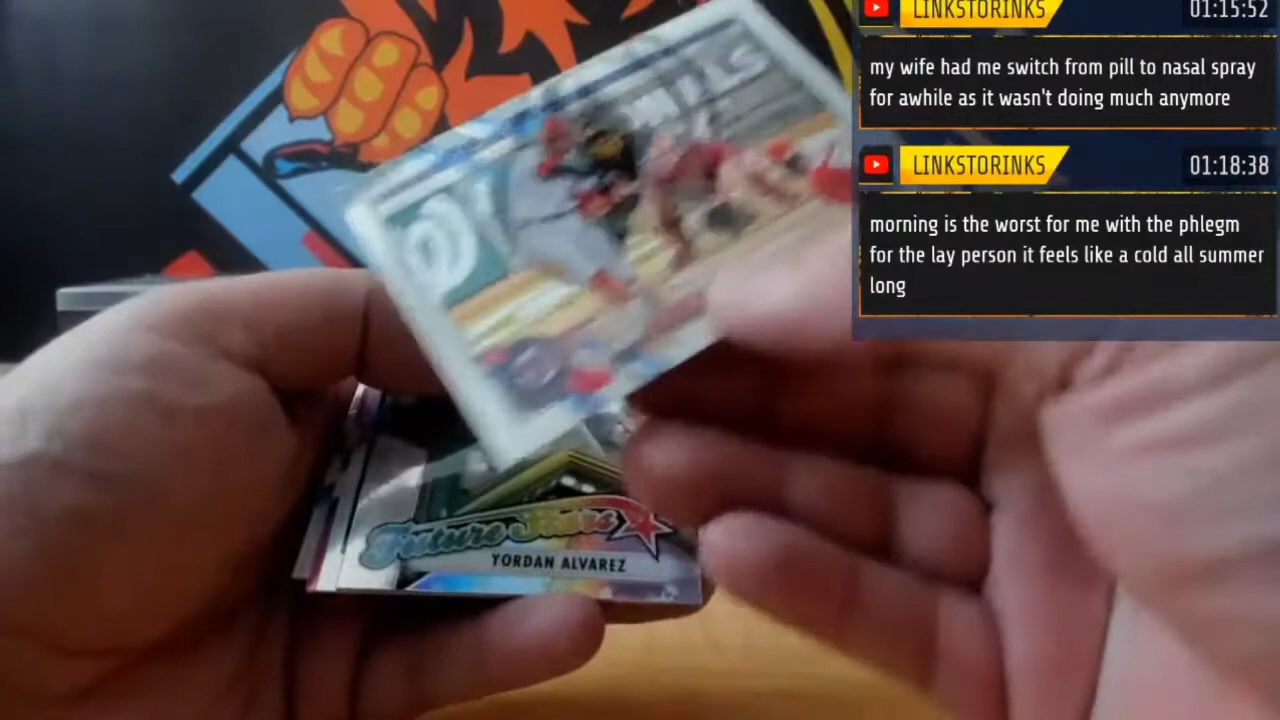 LINKSTORINKS
01:15:52
my wife had me switch from pill to nasal spray
for awhile as it wasn't doing much anymore
LINKSTORINKS
01:18:38
morning is the worst for me with the phlegm
for the lay person it feels like a cold all summer
long
Future Stars
YORDAN ALVAREZ